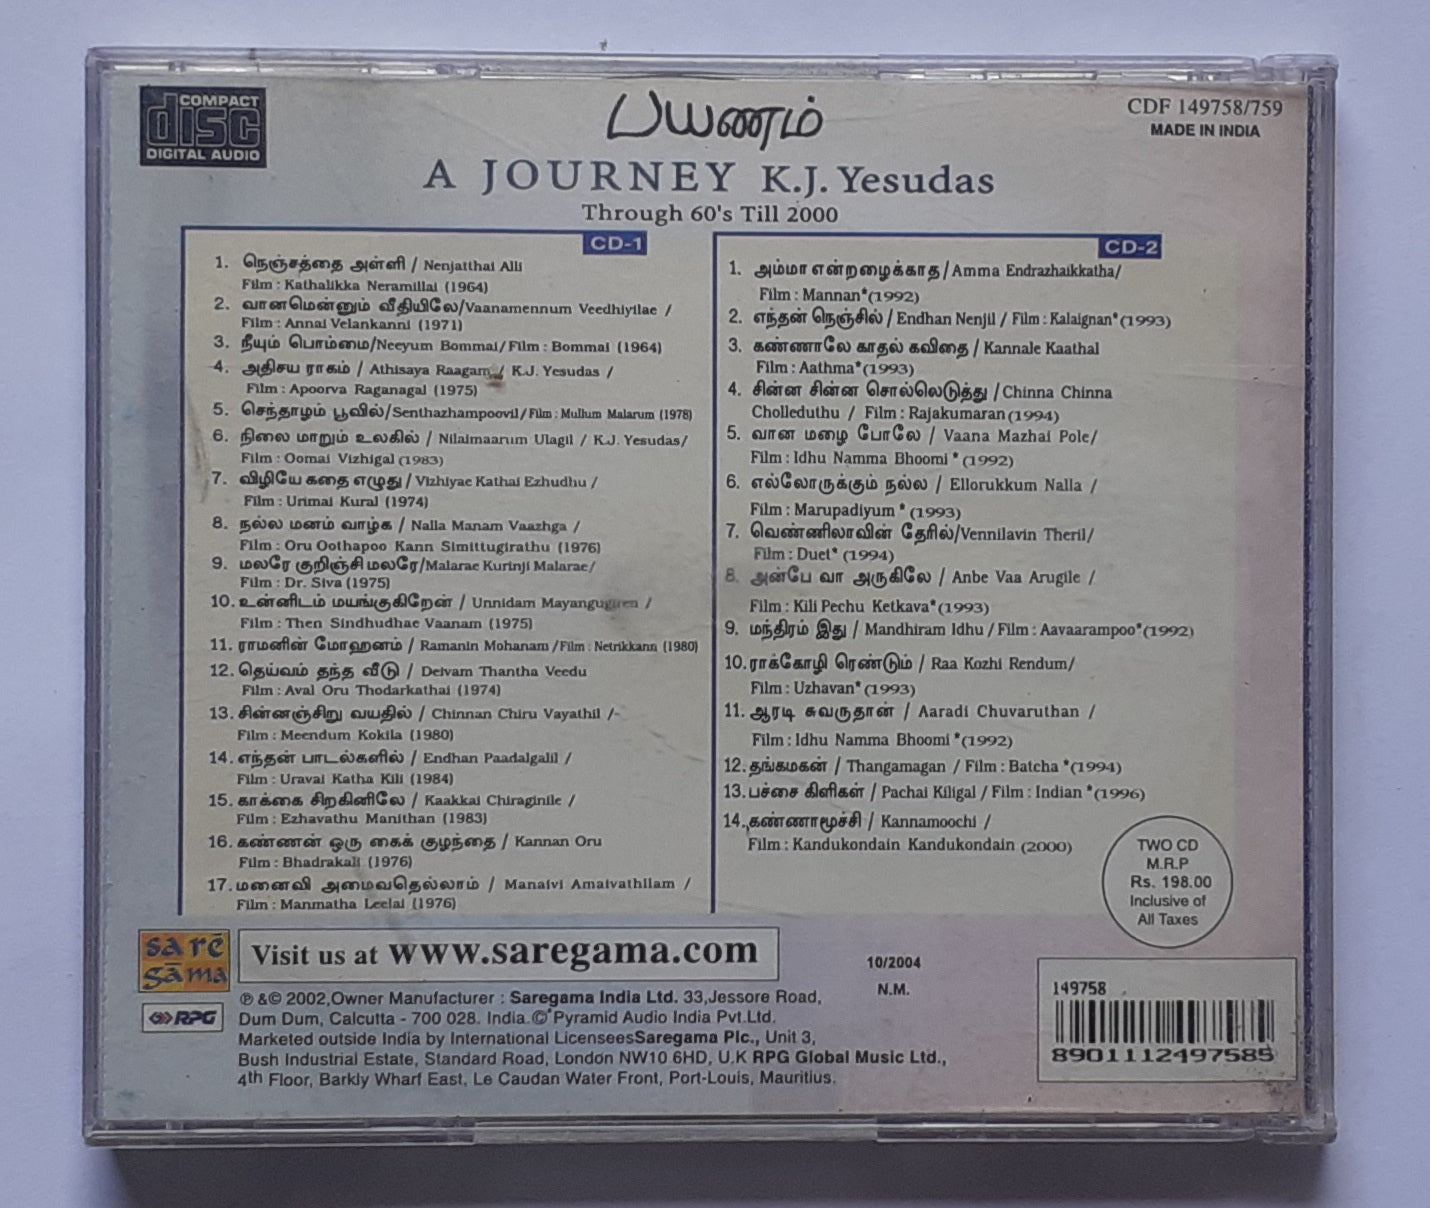 COMPACT
disc
DIGITAL AUDIO
பயணம்
CDF 149758/759
MADE IN INDIA
A JOURNEY K.J. Yesudas
Through 60's Till 2000
CD-1
1. நெஞ்சத்தை அள்ளி / Nenjatthai Alli
Film : Kathalikka Neramillai (1964)
2. வானமென்னும் வீதியிலே/Vaanamennum Veedhiyilae /
Film : Annai Velankanni (1971)
3. நீயும் பொம்மை/Neeyum Bommai/ Film : Bommai (1964)
4. அதிசய ராகம் / Athisaya Raagam / K.J. Yesudas /
Film : Apoorva Raganagal (1975)
5. செந்தாழம் பூவில்/Senthazhampoovil/ Film : Mullum Malarum (1978)
6. நிலை மாறும் உலகில் / Nilaimaarum Ulagil / K.J. Yesudas/
Film : Oomai Vizhigal (1983)
7. விழியே கதை எழுது / Vizhiyae Kathai Ezhudhu /
Film : Urimai Kural (1974)
8. நல்ல மனம் வாழ்க / Nalla Manam Vaazhga /
Film : Oru Oothapoo Kann Simittugirathu (1976)
9. மலரே குறிஞ்சி மலரே/Malarae Kurinji Malarae/
Film : Dr. Siva (1975)
10. உன்னிடம் மயங்குகிறேன் / Unnidam Mayanguguren /
Film : Then Sindhudhae Vaanam (1975)
11. ராமனின் மோஹனம் / Ramanin Mohanam /Film : Netrikkann (1980)
12. தெய்வம் தந்த வீடு / Deivam Thantha Veedu
Film : Aval Oru Thodarkathai (1974)
13. சின்னஞ்சிறு வயதில் / Chinnan Chiru Vayathil /
Film : Meendum Kokila (1980)
14. எந்தன் பாடல்களில் / Endhan Paadalgalil /
Film : Uravai Katha Kili (1984)
15. காக்கை சிறகினிலே / Kaakkai Chiraginile /
Film : Ezhavathu Manithan (1983)
16. கண்ணன் ஒரு கைக் குழந்தை / Kannan Oru
Film : Bhadrakali (1976)
17. மனைவி அமைவதெல்லாம் / Manaivi Amaivathllam /
Film : Manmatha Leelai (1976)
CD-2
1. அம்மா என்றழைக்காத / Amma Endrazhaikkatha/
Film : Mannan* (1992)
2. எந்தன் நெஞ்சில் / Endhan Nenjil / Film : Kalaignan* (1993)
3. கண்ணாலே காதல் கவிதை / Kannale Kaathal
Film : Aathma* (1993)
4. சின்ன சின்ன சொல்லெடுத்து / Chinna Chinna
Cholleduthu / Film : Rajakumaran (1994)
5. வான மழை போலே / Vaana Mazhai Pole/
Film : Idhu Namma Bhoomi * (1992)
6. எல்லோருக்கும் நல்ல / Ellorukkum Nalla /
Film : Marupadiyum * (1993)
7. வெண்ணிலாவின் தேரில்/Vennilavin Theril/
Film : Duet* (1994)
8. அன்பே வா அருகிலே / Anbe Vaa Arugile /
Film : Kili Pechu Ketkava* (1993)
9. மந்திரம் இது / Mandhiram Idhu / Film : Aavaarampoo* (1992)
10. ராக்கோழி ரெண்டும் / Raa Kozhi Rendum/
Film : Uzhavan* (1993)
11. ஆரடி சுவருதான் / Aaradi Chuvaruthan /
Film : Idhu Namma Bhoomi *(1992)
12. தங்கமகன் / Thangamagan / Film : Batcha *(1994)
13. பச்சை கிளிகள் / Pachai Kiligal / Film : Indian *(1996)
14. கண்ணாமூச்சி / Kannamoochi /
Film : Kandukondain Kandukondain (2000)
TWO CD
M.R.P
Rs. 198.00
Inclusive of
All Taxes
sa rē
gāma
RPG
Visit us at www.saregama.com
10/2004
N.M.
℗ &© 2002,Owner Manufacturer : Saregama India Ltd. 33,Jessore Road,
Dum Dum, Calcutta - 700 028. India.©*Pyramid Audio India Pvt.Ltd.
Marketed outside India by International LicenseesSaregama Plc., Unit 3,
Bush Industrial Estate, Standard Road, London NW10 6HD, U.K RPG Global Music Ltd.,
4th Floor, Barkly Wharf East, Le Caudan Water Front, Port-Louis, Mauritius.
149758
8901112497585